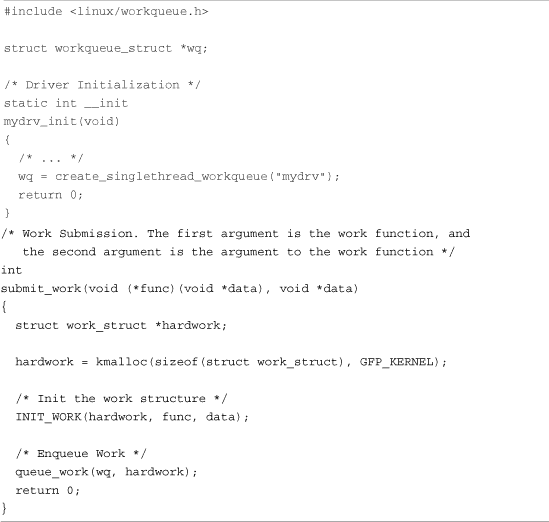 #include <linux/workqueue.h>
struct workqueue_struct *wq;
/* Driver Initialization */
static int __init
mydrv_init(void)
{
  /* ... */
  wq = create_singlethread_workqueue("mydrv");
  return 0;
}
/* Work Submission. The first argument is the work function, and
   the second argument is the argument to the work function */
int
submit_work(void (*func)(void *data), void *data)
{
  struct work_struct *hardwork;
  hardwork = kmalloc(sizeof(struct work_struct), GFP_KERNEL);
  /* Init the work structure */
  INIT_WORK(hardwork, func, data);
  /* Enqueue Work */
  queue_work(wq, hardwork);
  return 0;
}